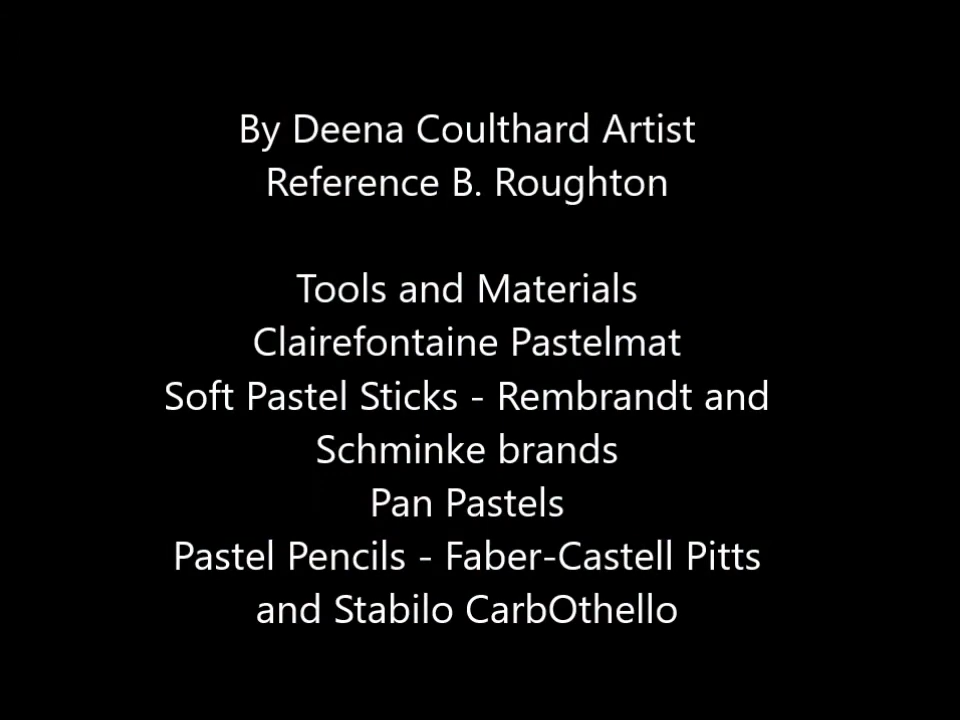 By Deena Coulthard Artist
Reference B. Roughton
Tools and Materials
Clairefontaine Pastelmat
Soft Pastel Sticks - Rembrandt and
Schminke brands
Pan Pastels
Pastel Pencils - Faber-Castell Pitts
and Stabilo CarbOthello